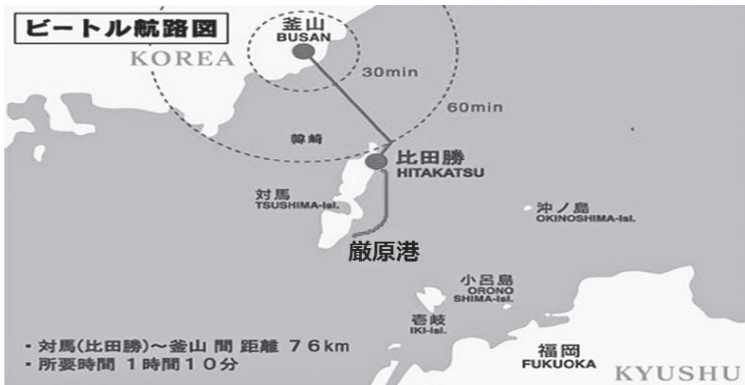 ビートル航路図
釜山
BUSAN
KOREA
30min
60min
韓崎
比田勝
HITAKATSU
対馬
TSUSHIMA-Isl.
沖ノ島
OKINOSHIMA-Isl.
厳原港
小呂島
ORONO
SHIMA-Isl.
壱岐
IKI-Isl.
福岡
FUKUOKA
KYUSHU
・対馬(比田勝)～釜山 間 距離 76km
・所要時間 1時間10分